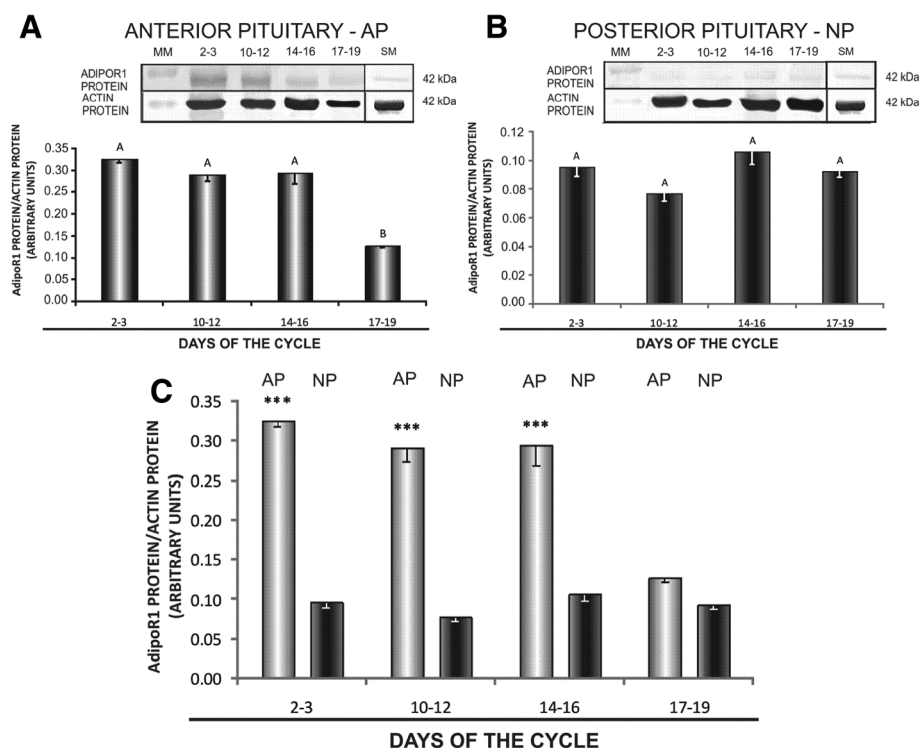 A
ANTERIOR PITUITARY - AP
MM 2-3 10-12 14-16 17-19 SM
ADIPOR1
PROTEIN
42 kDa
ACTIN
PROTEIN
42 kDa
AdipoR1 PROTEIN/ACTIN PROTEIN
(ARBITRARY UNITS)
0.35
0.30
0.25
0.20
0.15
0.10
0.05
0.00
A A A B
2-3 10-12 14-16 17-19
DAYS OF THE CYCLE
B
POSTERIOR PITUITARY - NP
MM 2-3 10-12 14-16 17-19 SM
ADIPOR1
PROTEIN
42 kDa
ACTIN
PROTEIN
42 kDa
AdipoR1 PROTEIN/ACTIN PROTEIN
(ARBITRARY UNITS)
0.12
0.10
0.08
0.06
0.04
0.02
0.00
A A A A
2-3 10-12 14-16 17-19
DAYS OF THE CYCLE
C
AP NP AP NP AP NP AP NP
*** *** ***
AdipoR1 PROTEIN/ACTIN PROTEIN
(ARBITRARY UNITS)
0.35
0.30
0.25
0.20
0.15
0.10
0.05
0.00
2-3 10-12 14-16 17-19
DAYS OF THE CYCLE